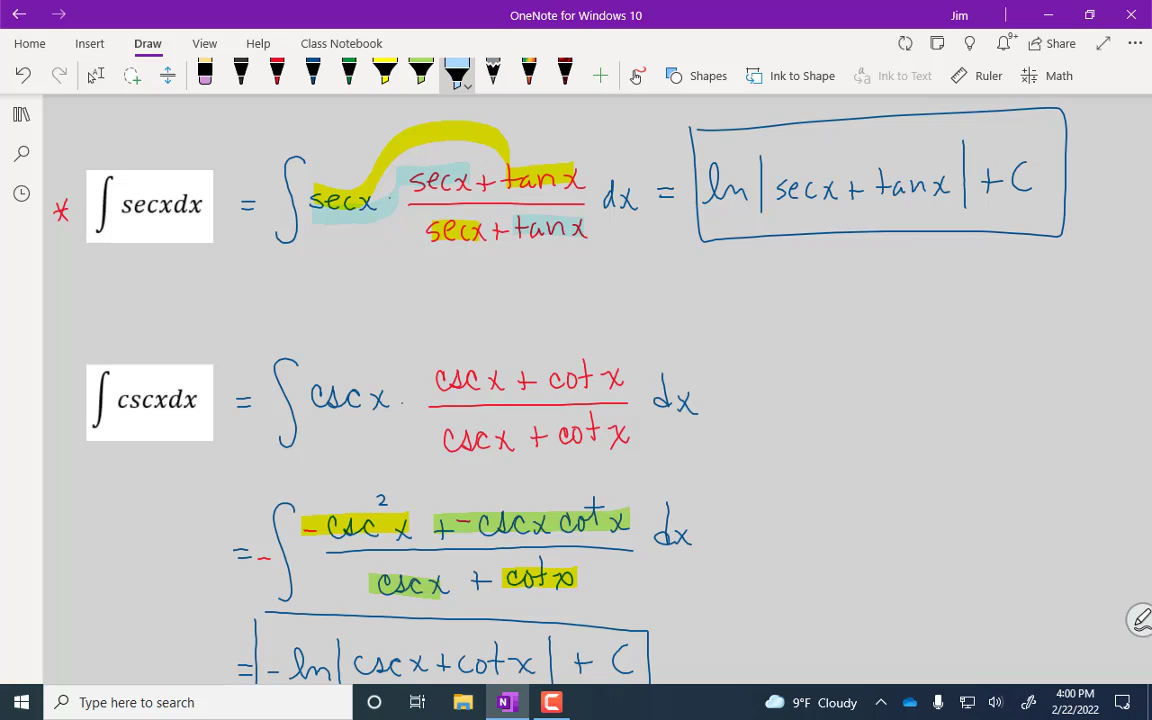 OneNote for Windows 10
Jim
Home Insert Draw View Help Class Notebook
9+ Share
Shapes Ink to Shape Ink to Text Ruler Math
* ∫ secxdx = ∫ secx · (secx + tanx)/(secx + tanx) dx = ln|secx + tanx| + C
∫ cscxdx = ∫ cscx · (cscx + cotx)/(cscx + cotx) dx
= -∫ (-csc²x + -cscx cotx)/(cscx + cotx) dx
= -ln|cscx + cotx| + C
Type here to search
9°F Cloudy
4:00 PM
2/22/2022